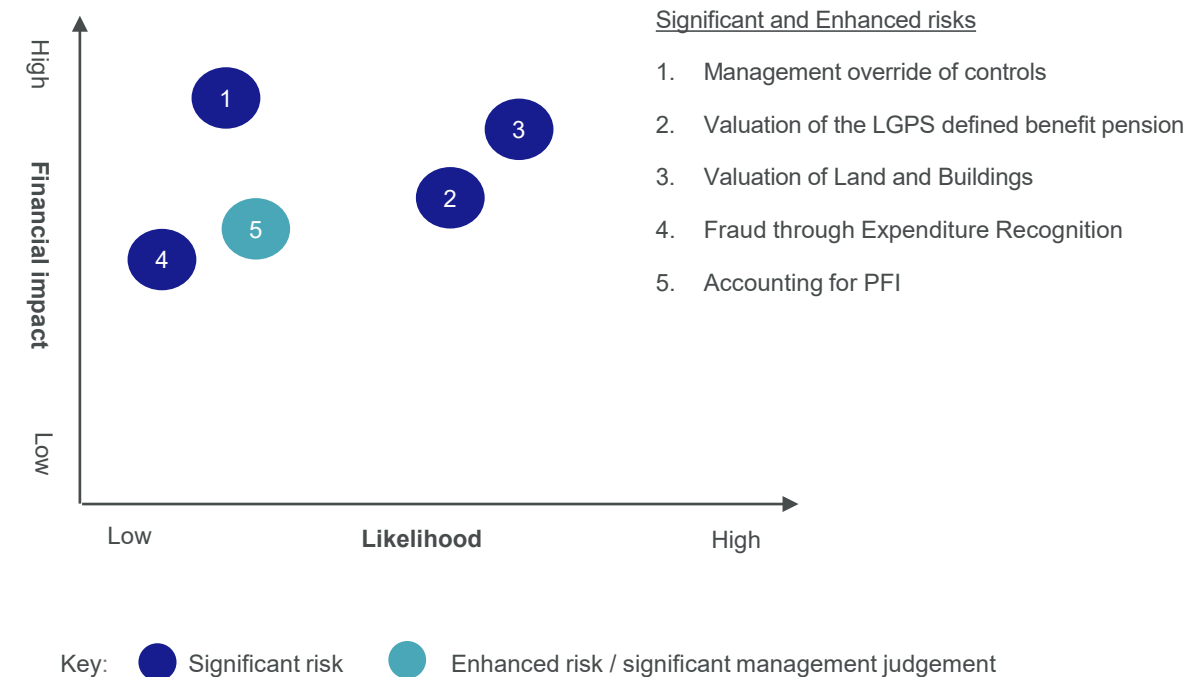 Significant and Enhanced risks
1. Management override of controls
2. Valuation of the LGPS defined benefit pension
3. Valuation of Land and Buildings
4. Fraud through Expenditure Recognition
5. Accounting for PFI
High
Financial impact
Low
1
3
2
5
4
Low
Likelihood
High
Key:
Significant risk
Enhanced risk / significant management judgement